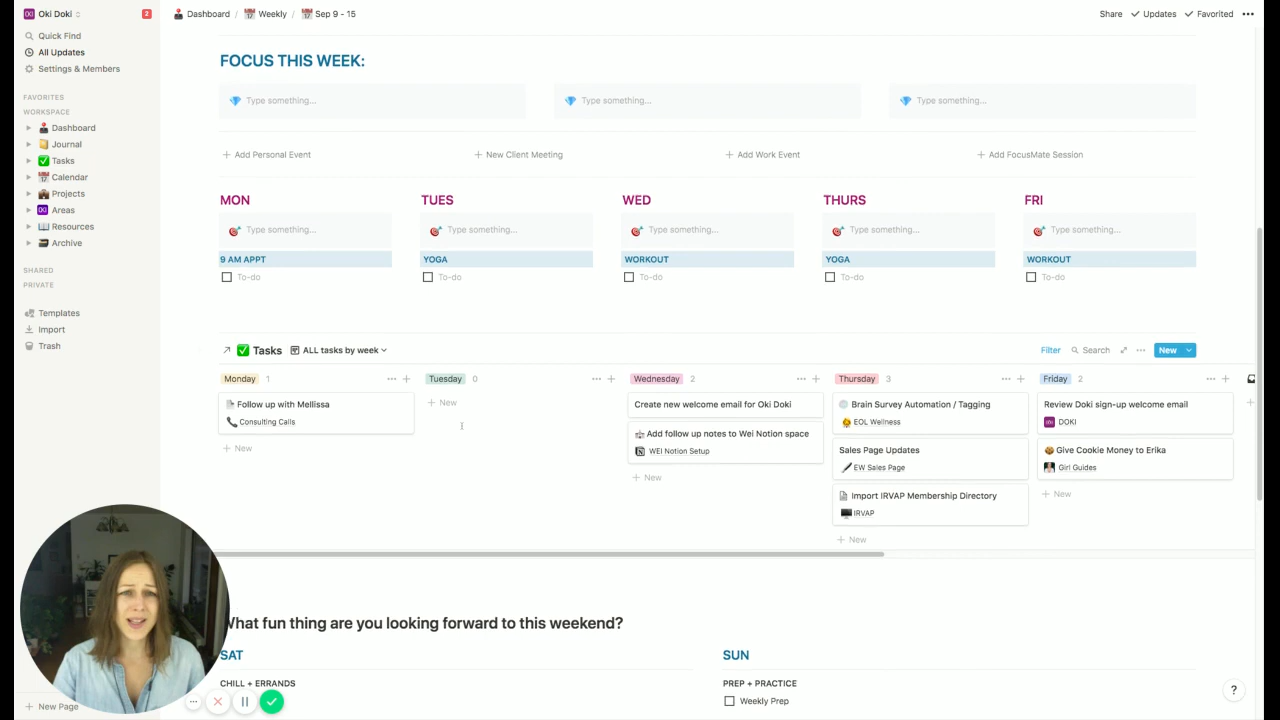 Oki Doki
2
Quick Find
All Updates
Settings & Members
FAVORITES
WORKSPACE
Dashboard
Journal
Tasks
Calendar
Projects
Areas
Resources
Archive
SHARED
PRIVATE
Templates
Import
Trash
New Page
Dashboard / Weekly / Sep 9 - 15
Share Updates Favorited
FOCUS THIS WEEK:
Type something... Type something... Type something...
Add Personal Event New Client Meeting Add Work Event Add FocusMate Session
MON TUES WED THURS FRI
Type something... Type something... Type something... Type something... Type something...
9 AM APPT YOGA WORKOUT YOGA WORKOUT
To-do To-do To-do To-do To-do
Tasks ALL tasks by week Filter Search New
Monday 1
Follow up with Mellissa
Consulting Calls
New
Tuesday 0
New
Wednesday 2
Create new welcome email for Oki Doki
Add follow up notes to Wei Notion space
WEI Notion Setup
New
Thursday 3
Brain Survey Automation / Tagging
EOL Wellness
Sales Page Updates
EW Sales Page
Import IRVAP Membership Directory
IRVAP
New
Friday 2
Review Doki sign-up welcome email
DOKI
Give Cookie Money to Erika
Girl Guides
New
What fun thing are you looking forward to this weekend?
SAT
CHILL + ERRANDS
SUN
PREP + PRACTICE
Weekly Prep
?